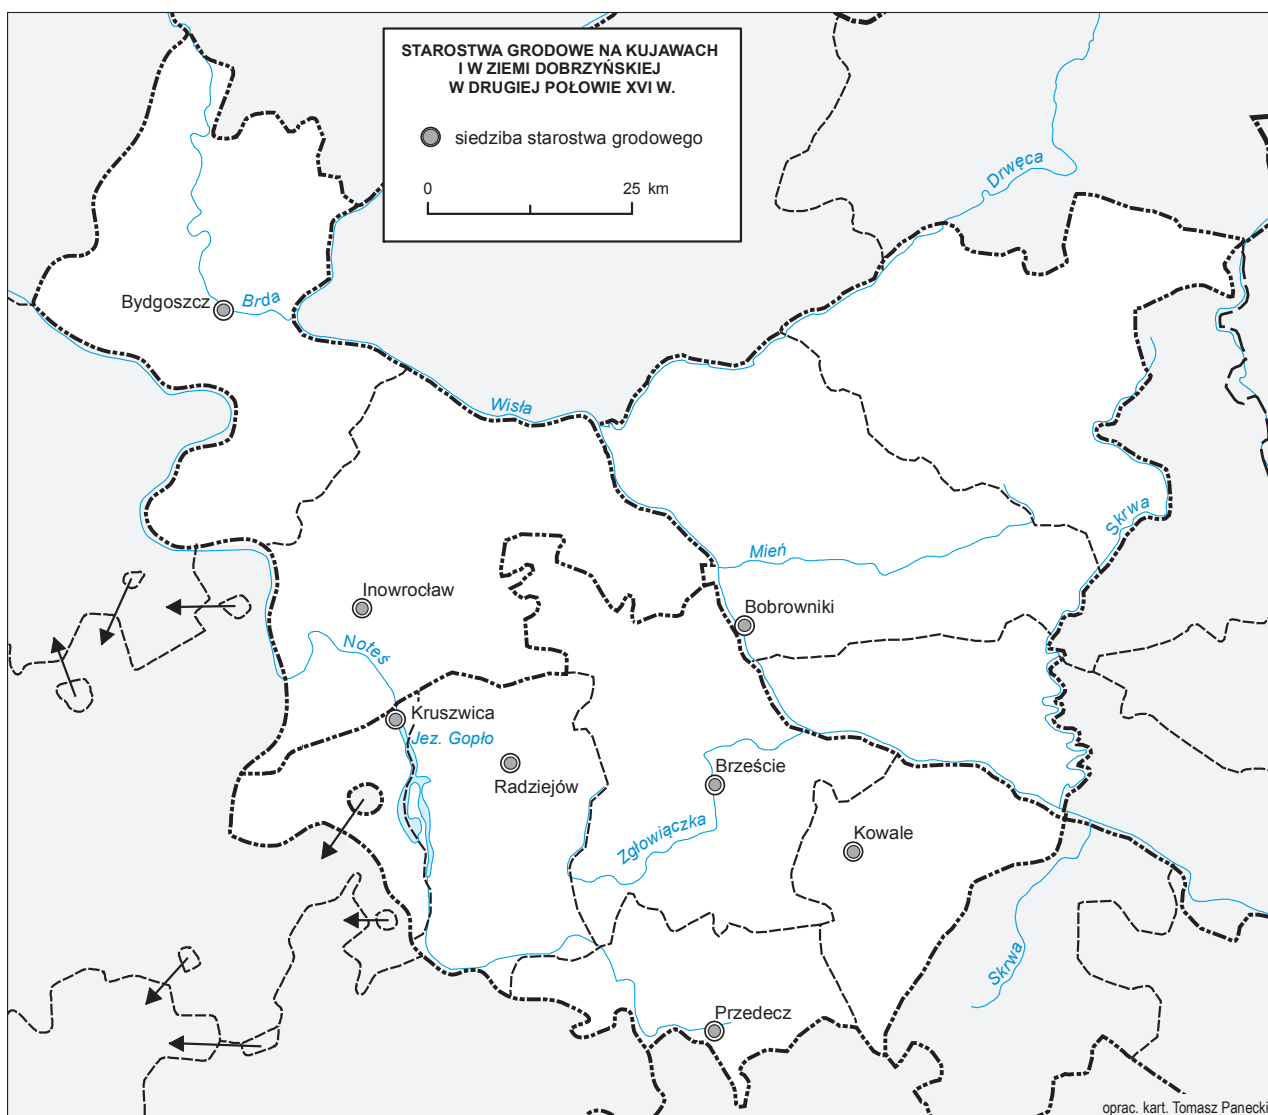 STAROSTWA GRODOWE NA KUJAWACH
I W ZIEMI DOBRZYŃSKIEJ
W DRUGIEJ POŁOWIE XVI W.
siedziba starostwa grodowego
0 25 km
Drwęca
Bydgoszcz
Brda
Wisła
Skrwa
Mień
Inowrocław
Bobrowniki
Noteś
Kruszwica
Jez. Gopło
Radziejów
Brzeście
Zgłowiączka
Kowale
Skrwa
Przedecz
oprac. kart. Tomasz Panecki